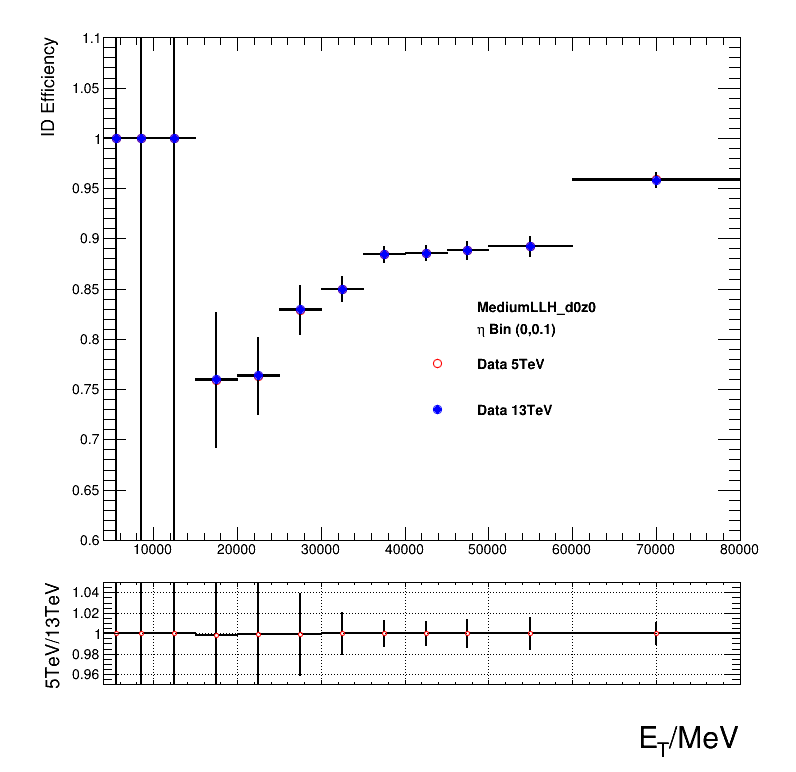 ID Efficiency
1.1
1.05
1
0.95
0.9
0.85
0.8
0.75
0.7
0.65
0.6
MediumLLH_d0z0
η Bin (0,0.1)
Data 5TeV
Data 13TeV
10000 20000 30000 40000 50000 60000 70000 80000
5TeV/13TeV
1.04
1.02
1
0.98
0.96
E_T/MeV